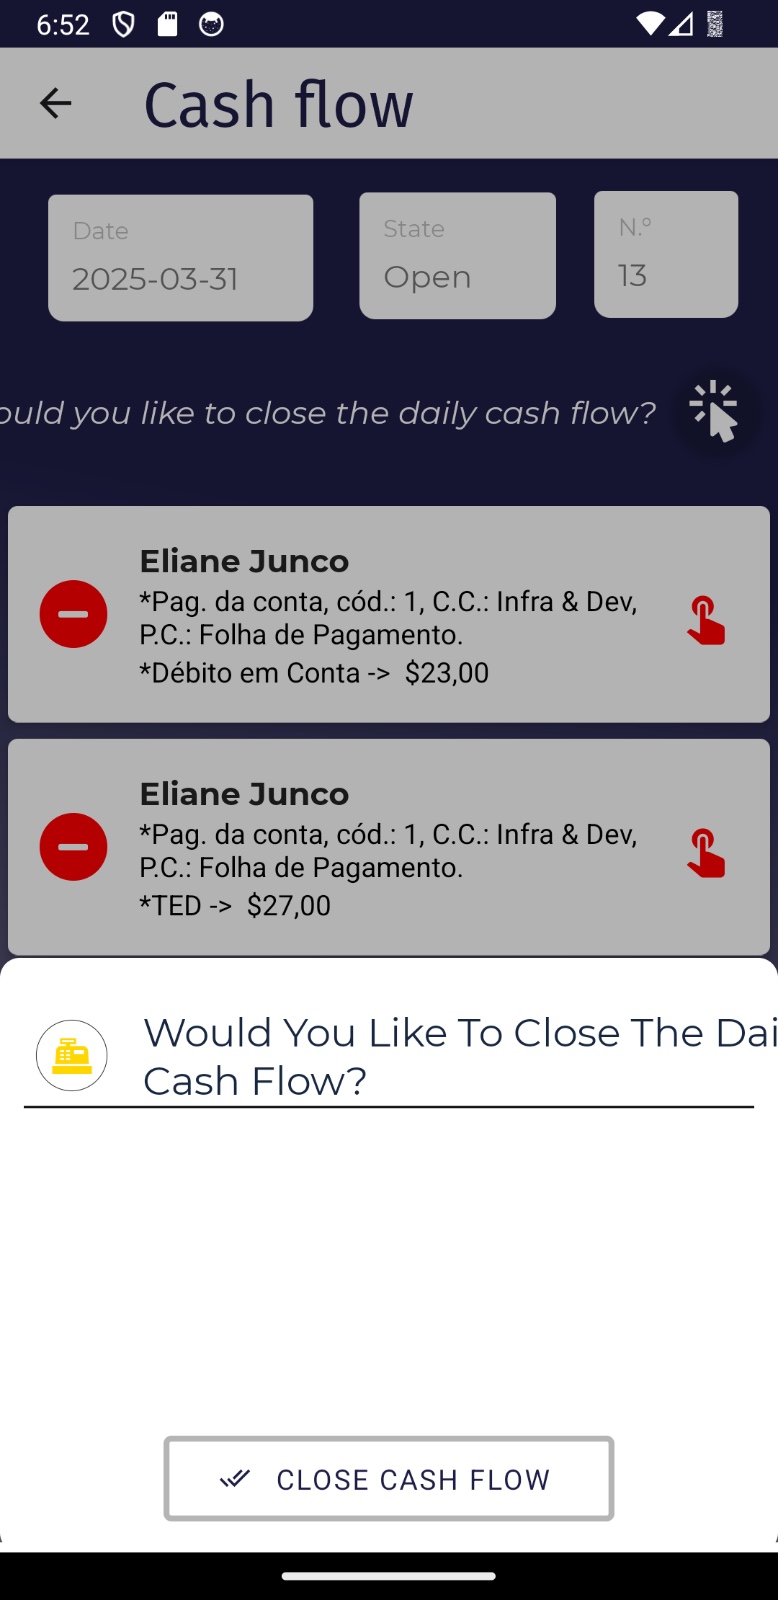 6:52
Cash flow
Date
2025-03-31
State
Open
N.º
13
ould you like to close the daily cash flow?
Eliane Junco
*Pag. da conta, cód.: 1, C.C.: Infra & Dev,
P.C.: Folha de Pagamento.
*Débito em Conta -> $23,00
Eliane Junco
*Pag. da conta, cód.: 1, C.C.: Infra & Dev,
P.C.: Folha de Pagamento.
*TED -> $27,00
Would You Like To Close The Dai
Cash Flow?
CLOSE CASH FLOW